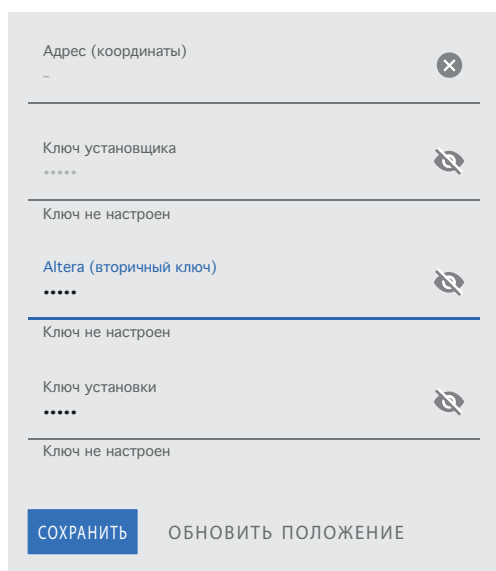 Адрес (координаты)
-
Ключ установщика
•••••
Ключ не настроен
Altera (вторичный ключ)
•••••
Ключ не настроен
Ключ установки
•••••
Ключ не настроен
СОХРАНИТЬ ОБНОВИТЬ ПОЛОЖЕНИЕ